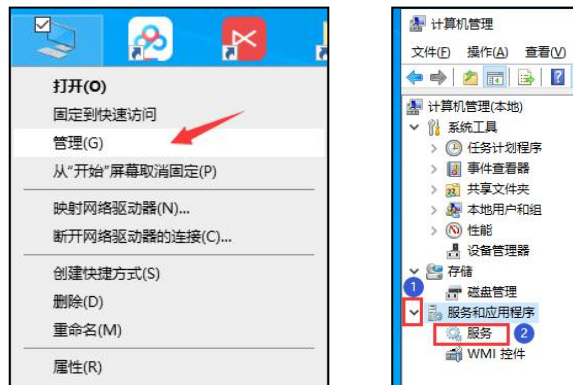 打开(O)
固定到快速访问
管理(G)
从"开始"屏幕取消固定(P)
映射网络驱动器(N)...
断开网络驱动器的连接(C)...
创建快捷方式(S)
删除(D)
重命名(M)
属性(R)
计算机管理
文件(F) 操作(A) 查看(V)
计算机管理(本地)
系统工具
任务计划程序
事件查看器
共享文件夹
本地用户和组
性能
设备管理器
存储
1
磁盘管理
服务和应用程序
服务 2
WMI 控件